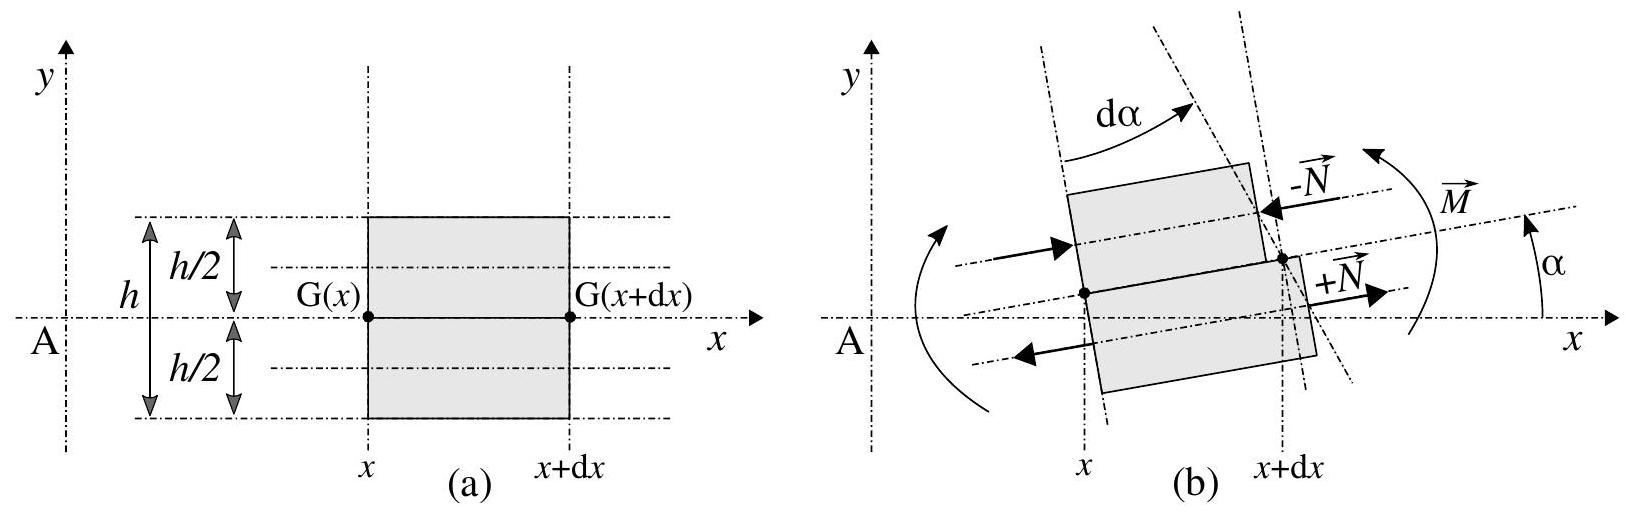 y
h
h/2
h/2
G(x)
G(x+dx)
A
x
x
x+dx
(a)
y
dα
-N⃗
M⃗
+N⃗
α
A
x
x
x+dx
(b)